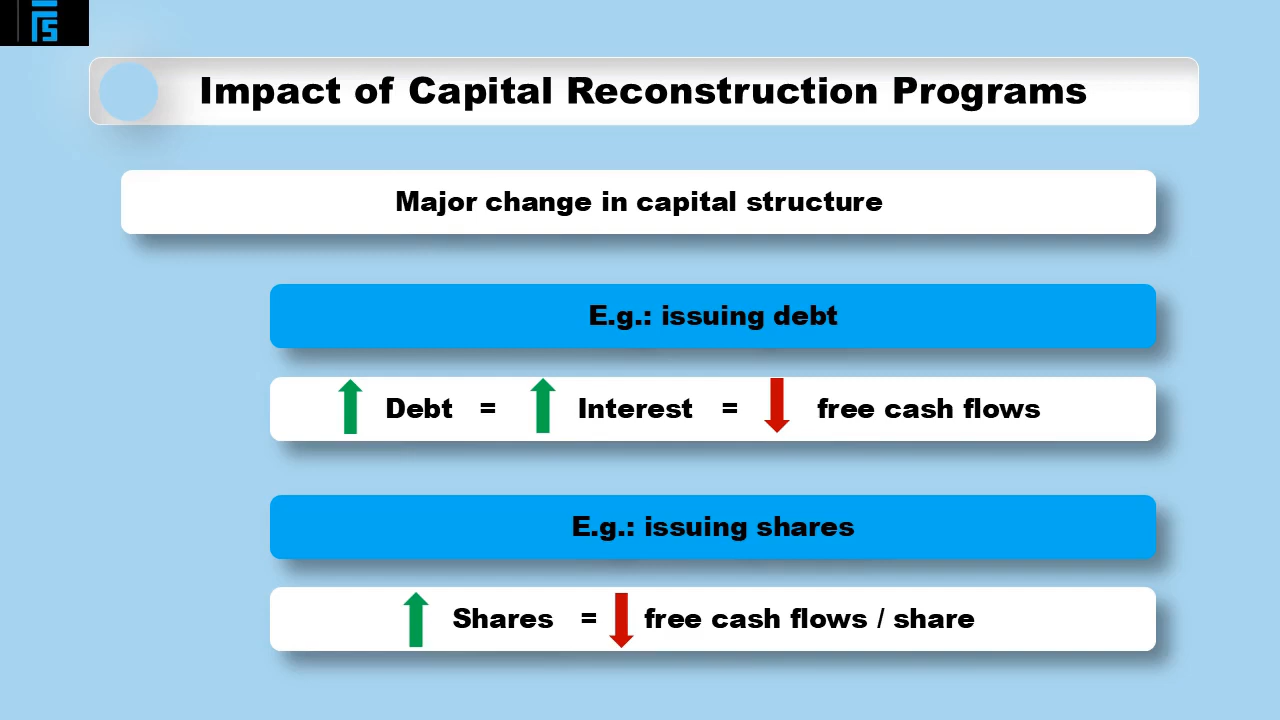 Impact of Capital Reconstruction Programs
Major change in capital structure
E.g.: issuing debt
Debt = Interest = free cash flows
E.g.: issuing shares
Shares = free cash flows / share